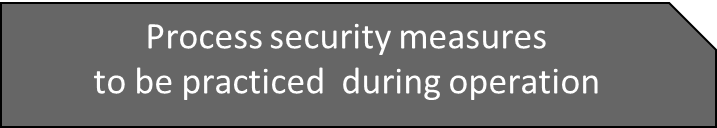 Process security measures
to be practiced  during operation